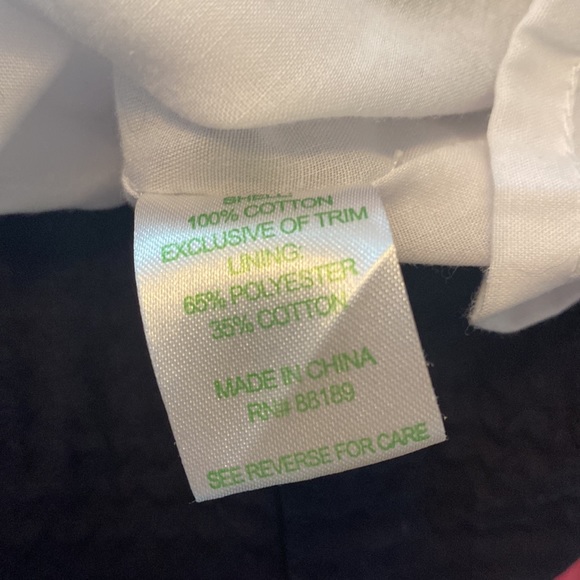 SHELL:
100% COTTON
EXCLUSIVE OF TRIM
LINING:
65% POLYESTER
35% COTTON
MADE IN CHINA
RN# 88189
SEE REVERSE FOR CARE